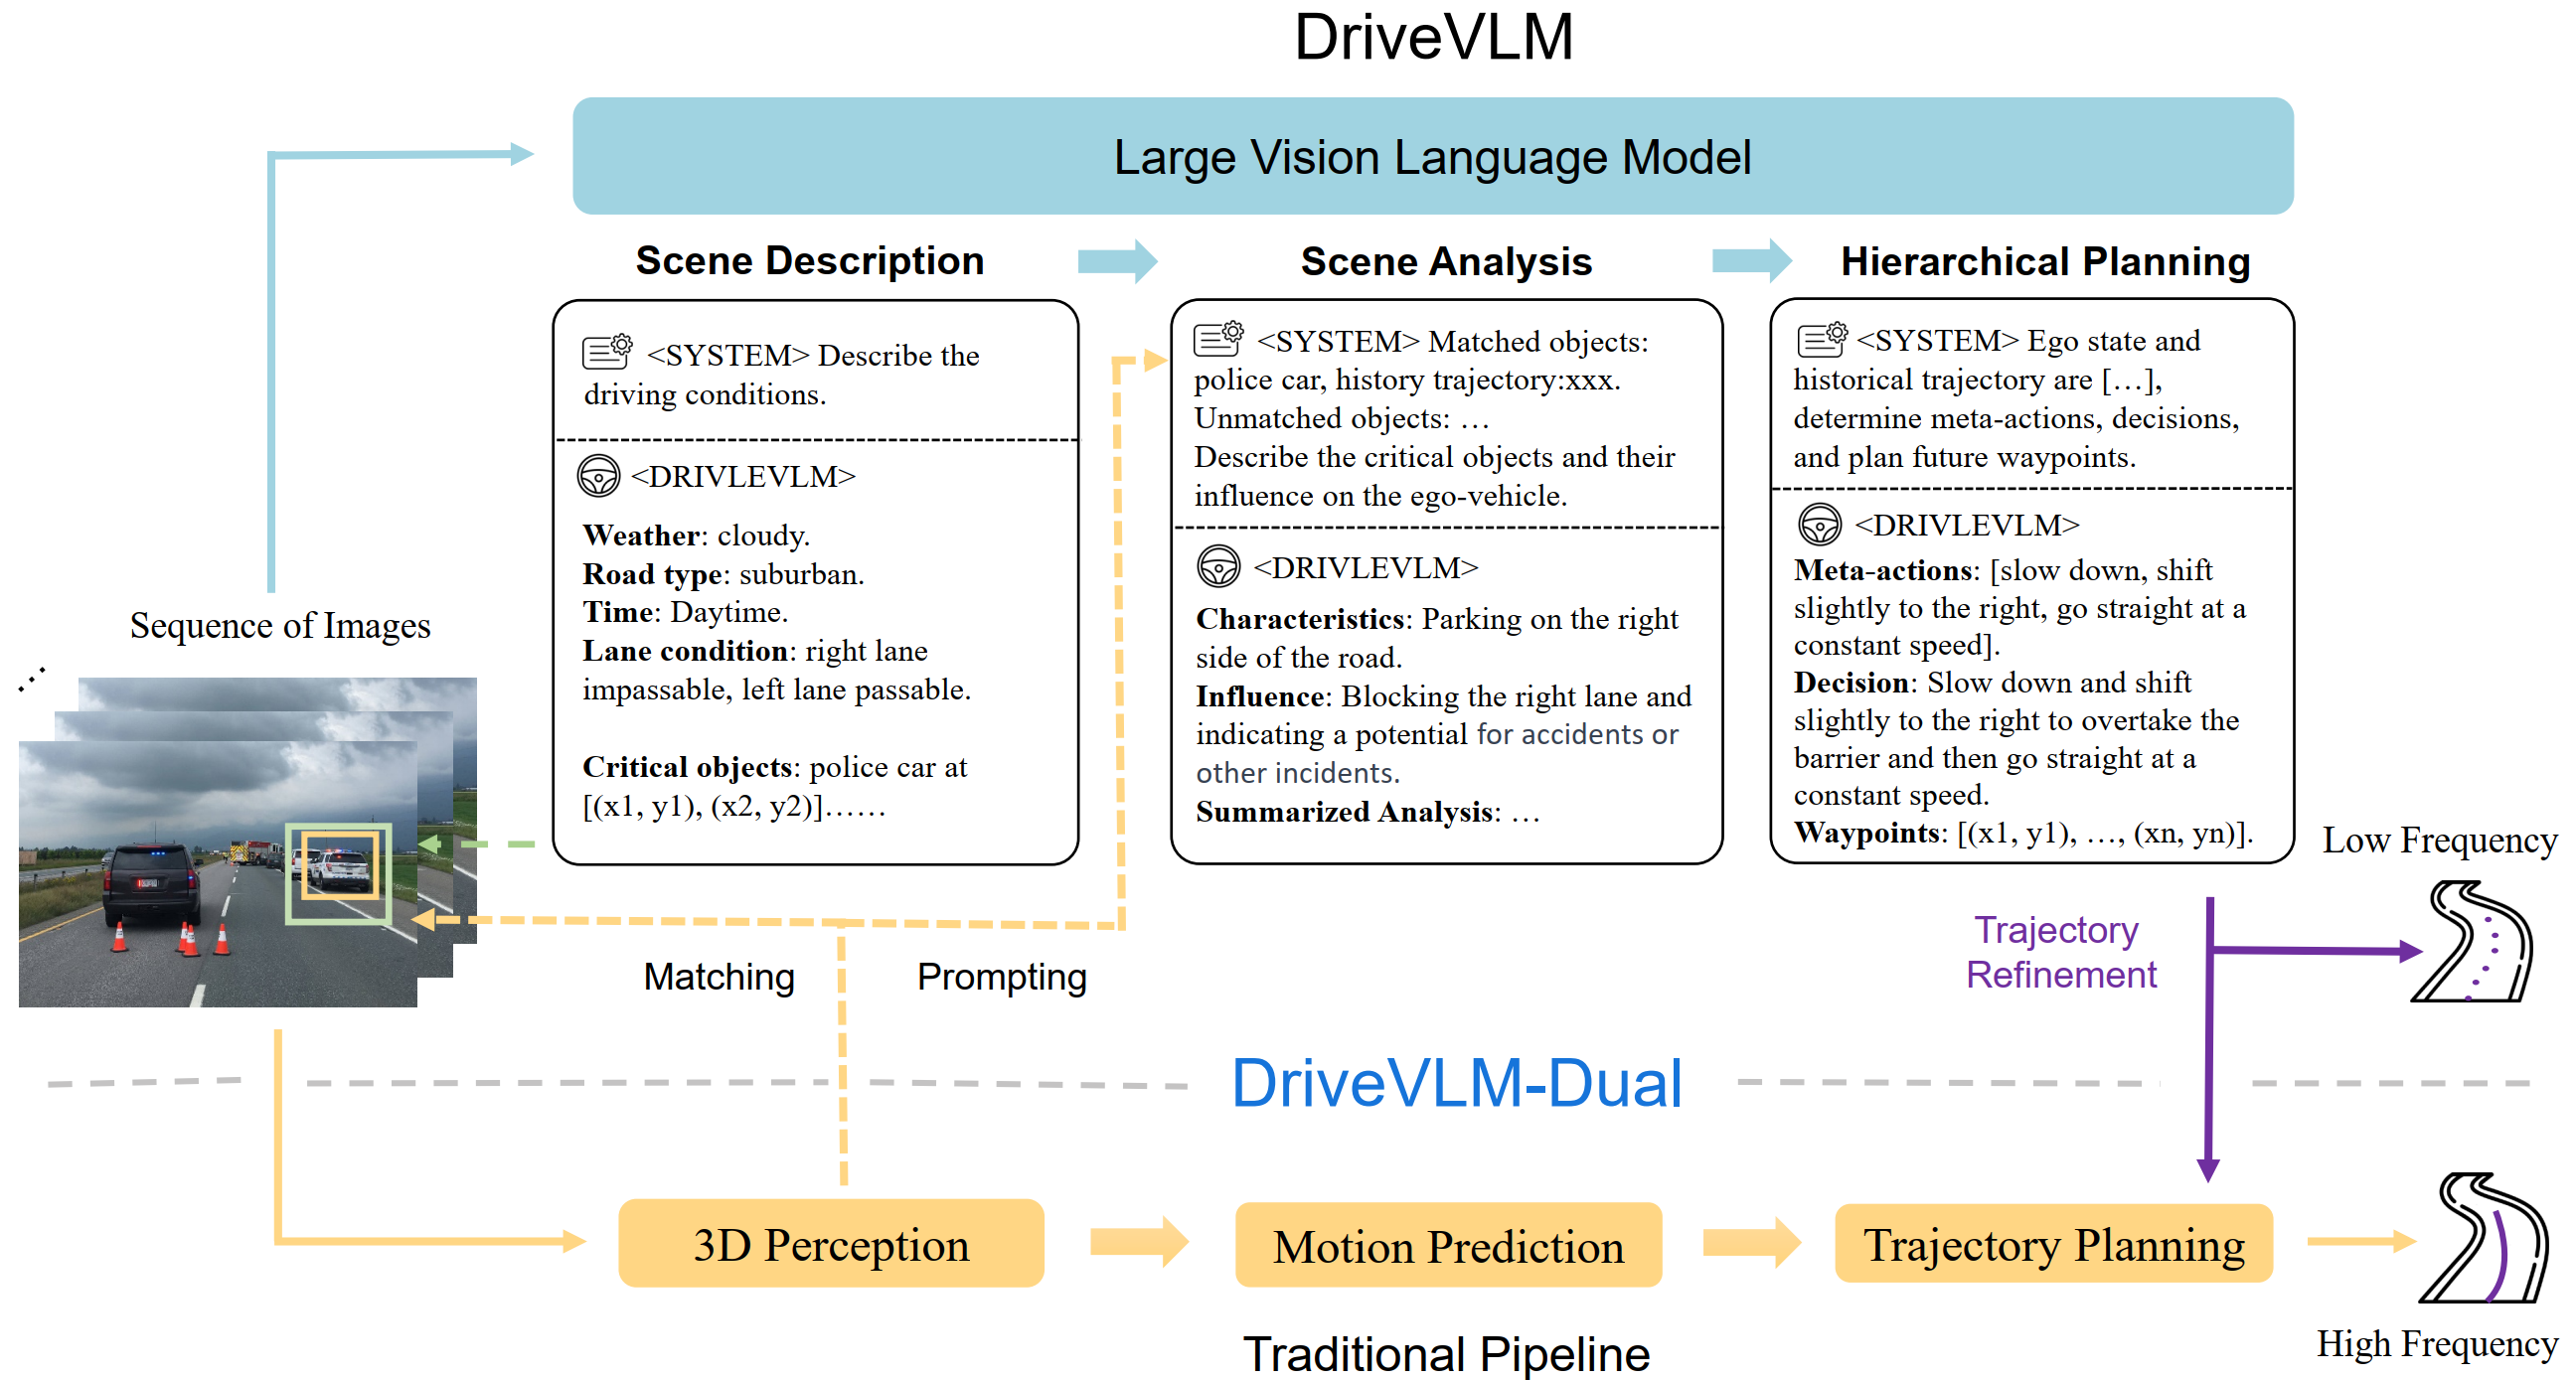 DriveVLM
Large Vision Language Model
Scene Description
Scene Analysis
Hierarchical Planning
<SYSTEM> Describe the
driving conditions.
<DRIVLEVLM>
Weather: cloudy.
Road type: suburban.
Time: Daytime.
Lane condition: right lane
impassable, left lane passable.
Critical objects: police car at
[(x1, y1), (x2, y2)]……
<SYSTEM> Matched objects:
police car, history trajectory:xxx.
Unmatched objects: …
Describe the critical objects and their
influence on the ego-vehicle.
<DRIVLEVLM>
Characteristics: Parking on the right
side of the road.
Influence: Blocking the right lane and
indicating a potential for accidents or
other incidents.
Summarized Analysis: …
<SYSTEM> Ego state and
historical trajectory are […],
determine meta-actions, decisions,
and plan future waypoints.
<DRIVLEVLM>
Meta-actions: [slow down, shift
slightly to the right, go straight at a
constant speed].
Decision: Slow down and shift
slightly to the right to overtake the
barrier and then go straight at a
constant speed.
Waypoints: [(x1, y1), …, (xn, yn)].
Sequence of Images
Low Frequency
Matching
Prompting
Trajectory
Refinement
DriveVLM-Dual
3D Perception
Motion Prediction
Trajectory Planning
High Frequency
Traditional Pipeline